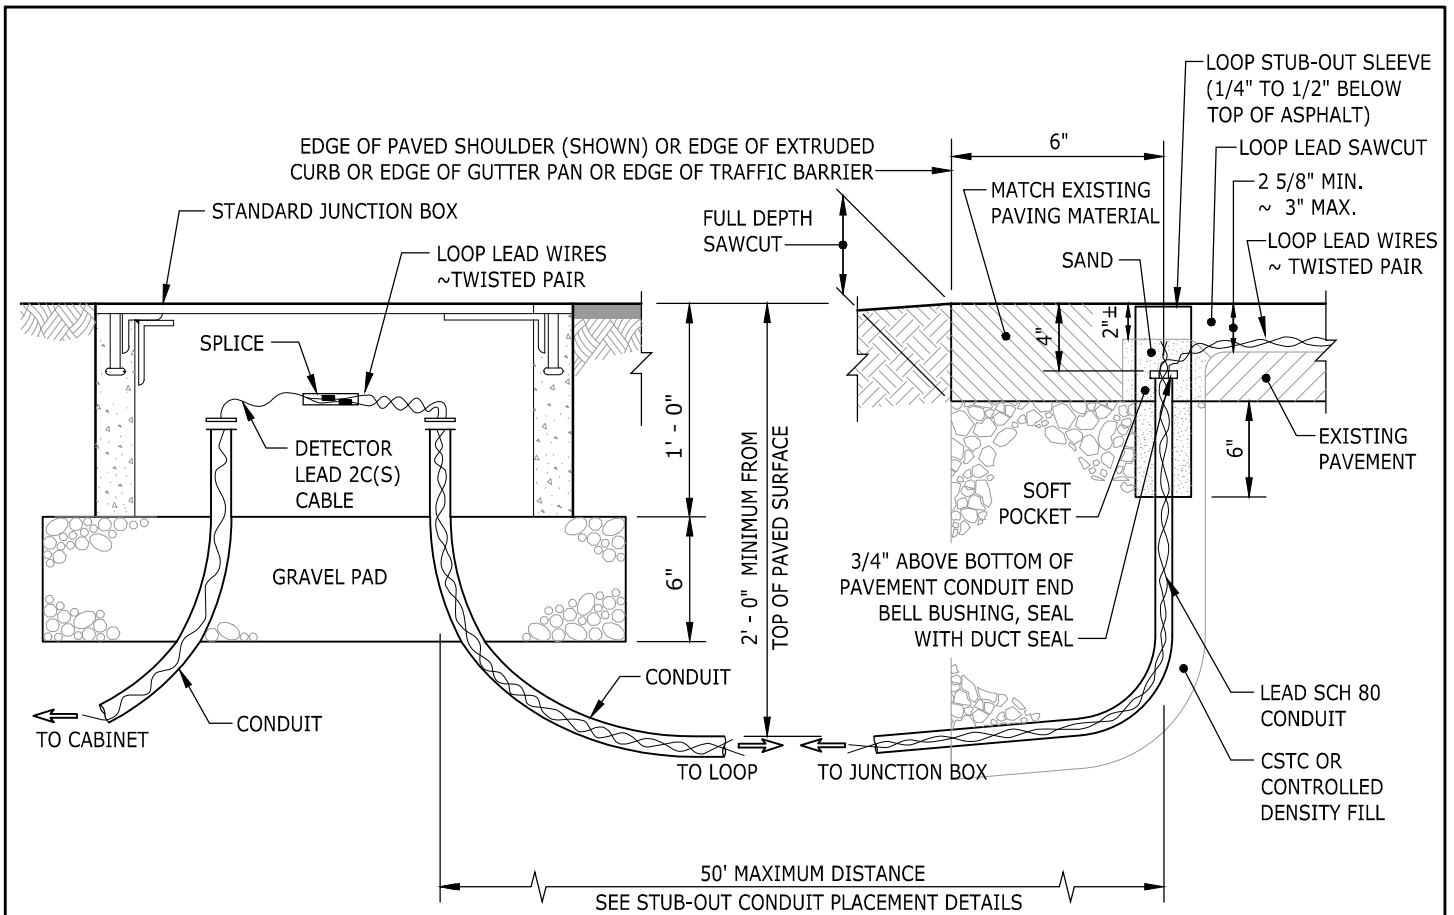 LOOP STUB-OUT SLEEVE
(1/4" TO 1/2" BELOW
TOP OF ASPHALT)
EDGE OF PAVED SHOULDER (SHOWN) OR EDGE OF EXTRUDED
CURB OR EDGE OF GUTTER PAN OR EDGE OF TRAFFIC BARRIER
6"
LOOP LEAD SAWCUT
2 5/8" MIN.
~ 3" MAX.
MATCH EXISTING
PAVING MATERIAL
STANDARD JUNCTION BOX
FULL DEPTH
SAWCUT
LOOP LEAD WIRES
~TWISTED PAIR
SAND
LOOP LEAD WIRES
~ TWISTED PAIR
SPLICE
4"
2"±
DETECTOR
LEAD 2C(S)
CABLE
1' - 0"
2' - 0" MINIMUM FROM
TOP OF PAVED SURFACE
EXISTING
PAVEMENT
6"
SOFT
POCKET
GRAVEL PAD
6"
3/4" ABOVE BOTTOM OF
PAVEMENT CONDUIT END
BELL BUSHING, SEAL
WITH DUCT SEAL
CONDUIT
LEAD SCH 80
CONDUIT
CONDUIT
TO CABINET
TO LOOP
TO JUNCTION BOX
CSTC OR
CONTROLLED
DENSITY FILL
50' MAXIMUM DISTANCE
SEE STUB-OUT CONDUIT PLACEMENT DETAILS